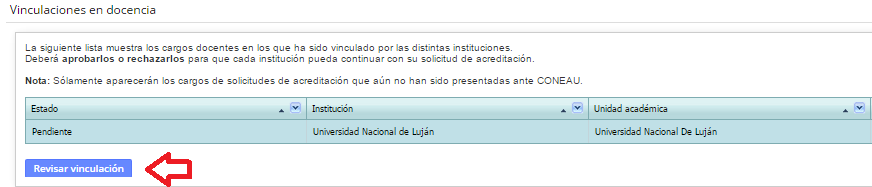 Vinculaciones en docencia
La siguiente lista muestra los cargos docentes en los que ha sido vinculado por las distintas instituciones.
Deberá aprobarlos o rechazarlos para que cada institución pueda continuar con su solicitud de acreditación.
Nota: Sólamente aparecerán los cargos de solicitudes de acreditación que aún no han sido presentadas ante CONEAU.
Estado Institución Unidad académica
Pendiente Universidad Nacional de Luján Universidad Nacional De Luján
Revisar vinculación